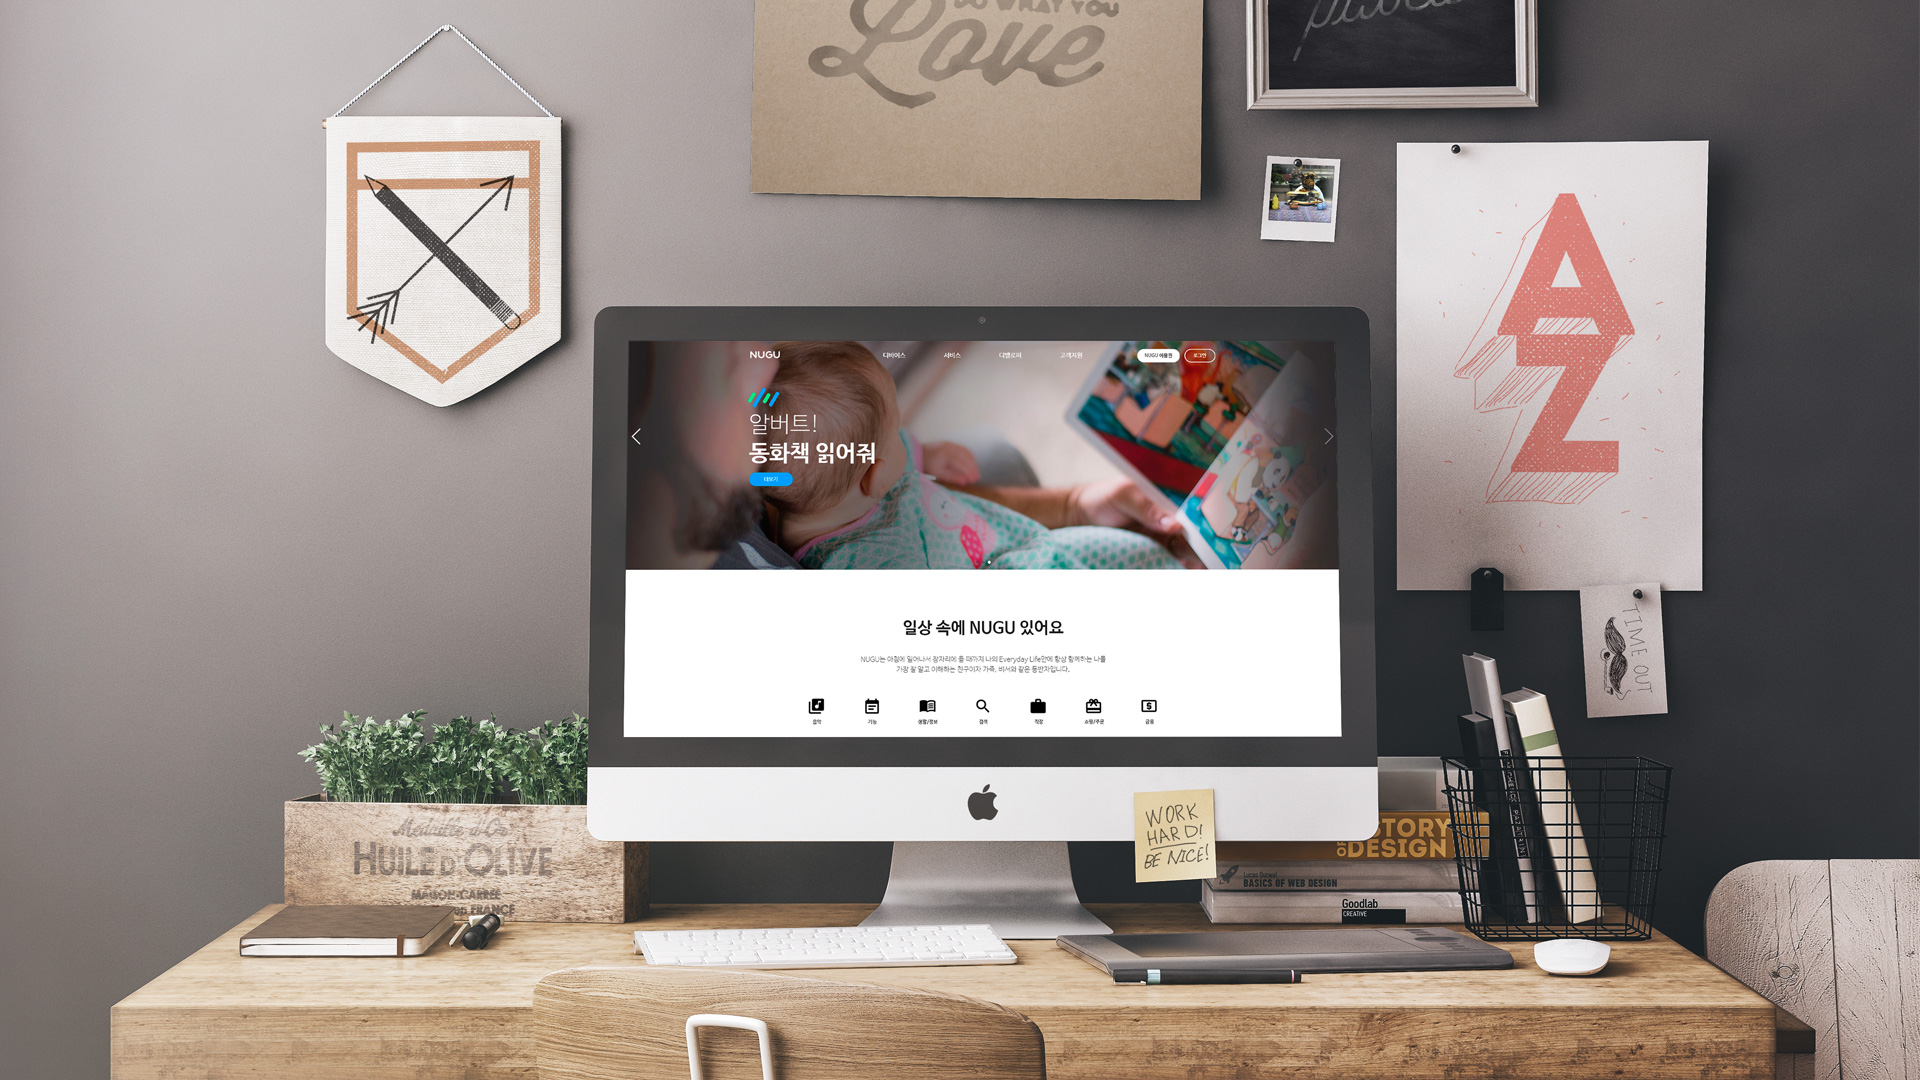 DO WHAT YOU
Love
A
Z
TIME OUT
NUGU
디바이스
서비스
디벨로퍼
고객지원
NUGU 이용권
로그인
알버트!
동화책 읽어줘
더보기
일상 속에 NUGU 있어요
NUGU는 아침에 일어나서 잠자리에 들 때까지 나의 Everyday Life안에 항상 함께하는 나를
가장 잘 알고 이해하는 친구이자 가족, 비서와 같은 동반자입니다.
음악
기능
생활/정보
검색
직장
쇼핑/주문
금융
WORK
HARD!
BE NICE!
Médaille d'Or
HUILE D'OLIVE
MAISON CARRÉE
FRANCE
STORY
OF DESIGN
Lucas Durwal
BASICS OF WEB DESIGN
Goodlab
CREATIVE